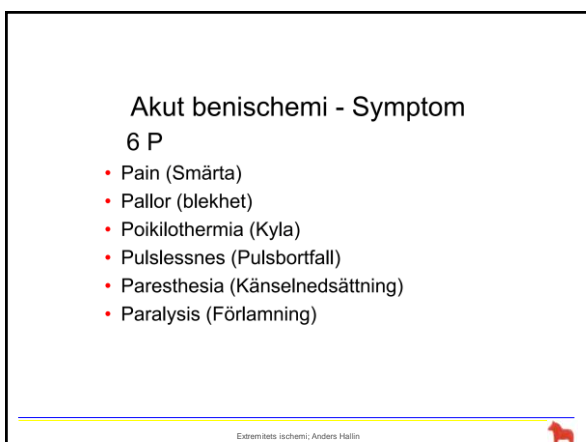 Akut benischemi - Symptom
6 P
• Pain (Smärta)
• Pallor (blekhet)
• Poikilothermia (Kyla)
• Pulslessnes (Pulsbortfall)
• Paresthesia (Känselnedsättning)
• Paralysis (Förlamning)
Extremitets ischemi; Anders Hallin